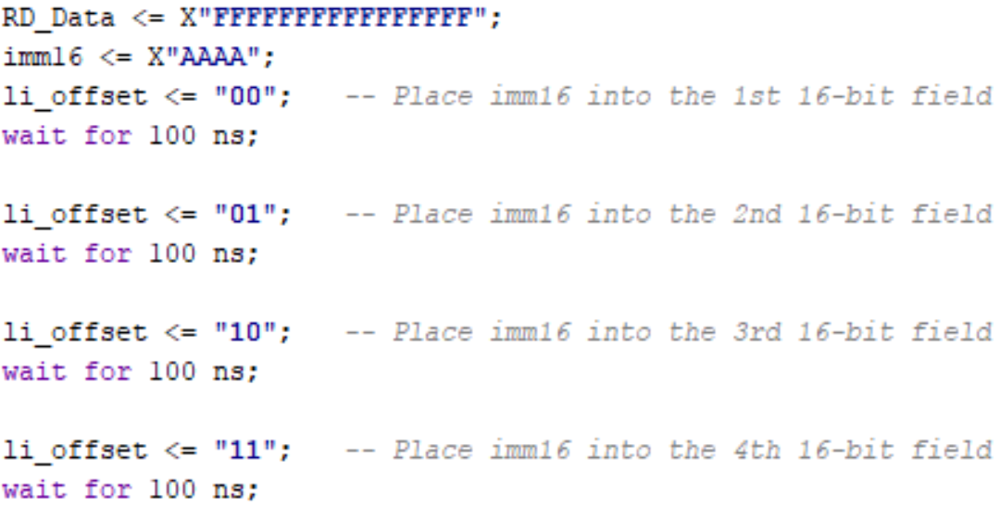 RD_Data <= X"FFFFFFFFFFFFFFFF";
imm16 <= X"AAAA";
li_offset <= "00";   -- Place imm16 into the 1st 16-bit field
wait for 100 ns;

li_offset <= "01";   -- Place imm16 into the 2nd 16-bit field
wait for 100 ns;

li_offset <= "10";   -- Place imm16 into the 3rd 16-bit field
wait for 100 ns;

li_offset <= "11";   -- Place imm16 into the 4th 16-bit field
wait for 100 ns;